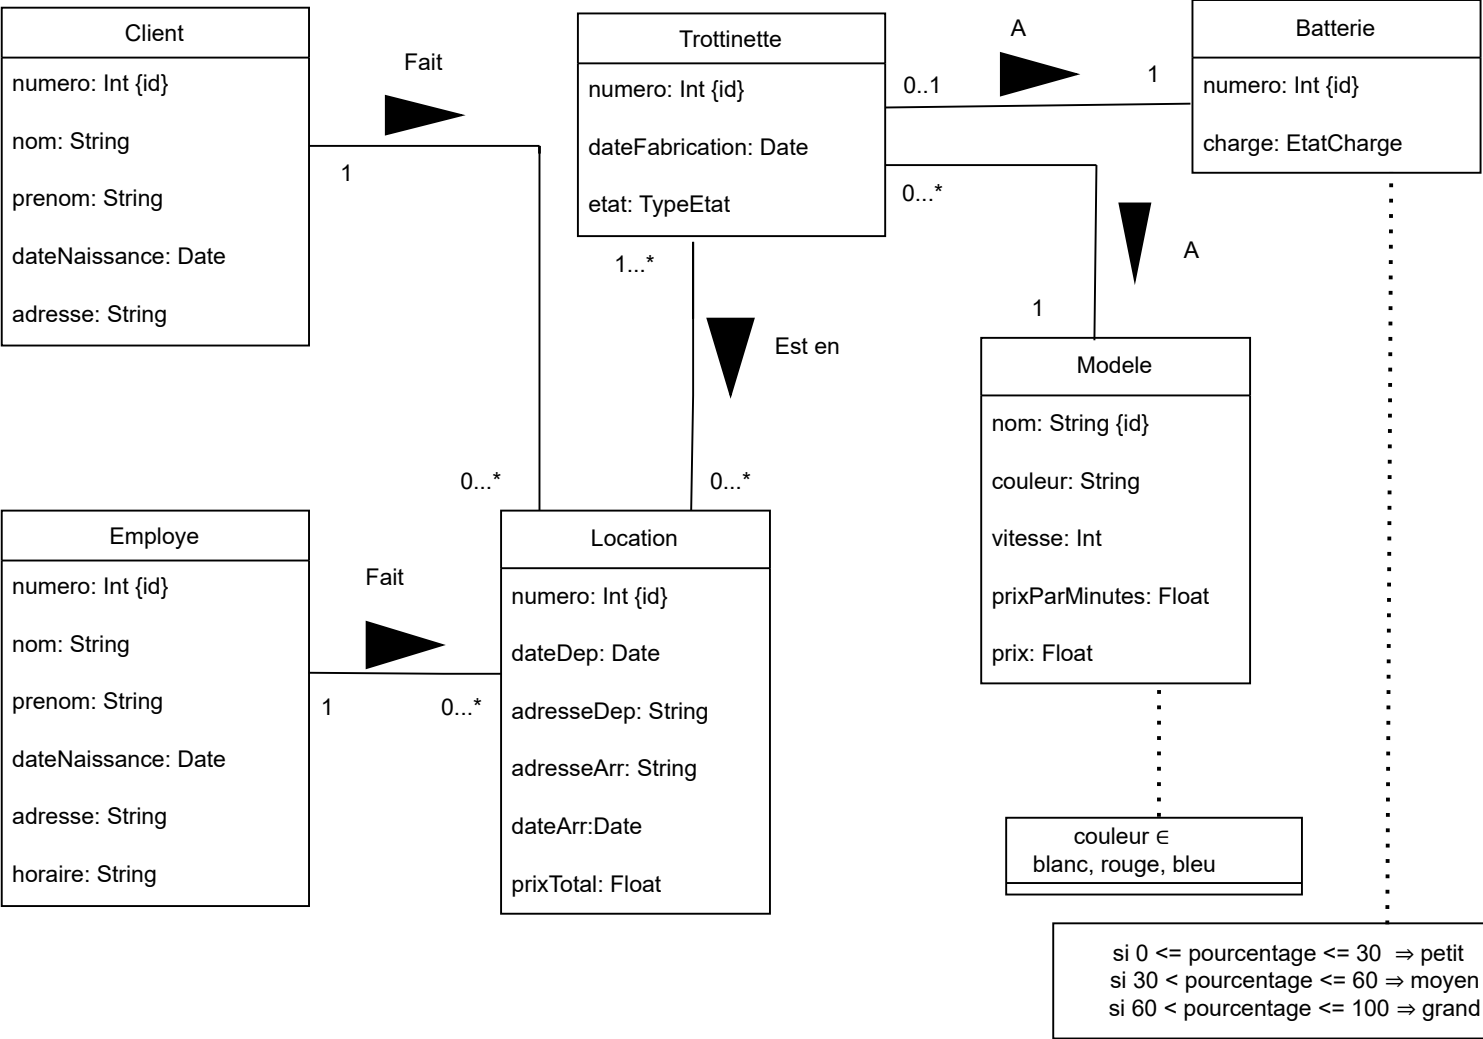 Client
numero: Int {id}
nom: String
prenom: String
dateNaissance: Date
adresse: String
Fait
1
0...*
Trottinette
numero: Int {id}
dateFabrication: Date
etat: TypeEtat
A
0..1
1
Batterie
numero: Int {id}
charge: EtatCharge
0...*
A
1
1...*
Est en
0...*
Modele
nom: String {id}
couleur: String
vitesse: Int
prixParMinutes: Float
prix: Float
Employe
numero: Int {id}
nom: String
prenom: String
dateNaissance: Date
adresse: String
horaire: String
Fait
1
0...*
Location
numero: Int {id}
dateDep: Date
adresseDep: String
adresseArr: String
dateArr:Date
prixTotal: Float
couleur ∈
blanc, rouge, bleu
si 0 <= pourcentage <= 30 ⇒ petit
si 30 < pourcentage <= 60 ⇒ moyen
si 60 < pourcentage <= 100 ⇒ grand